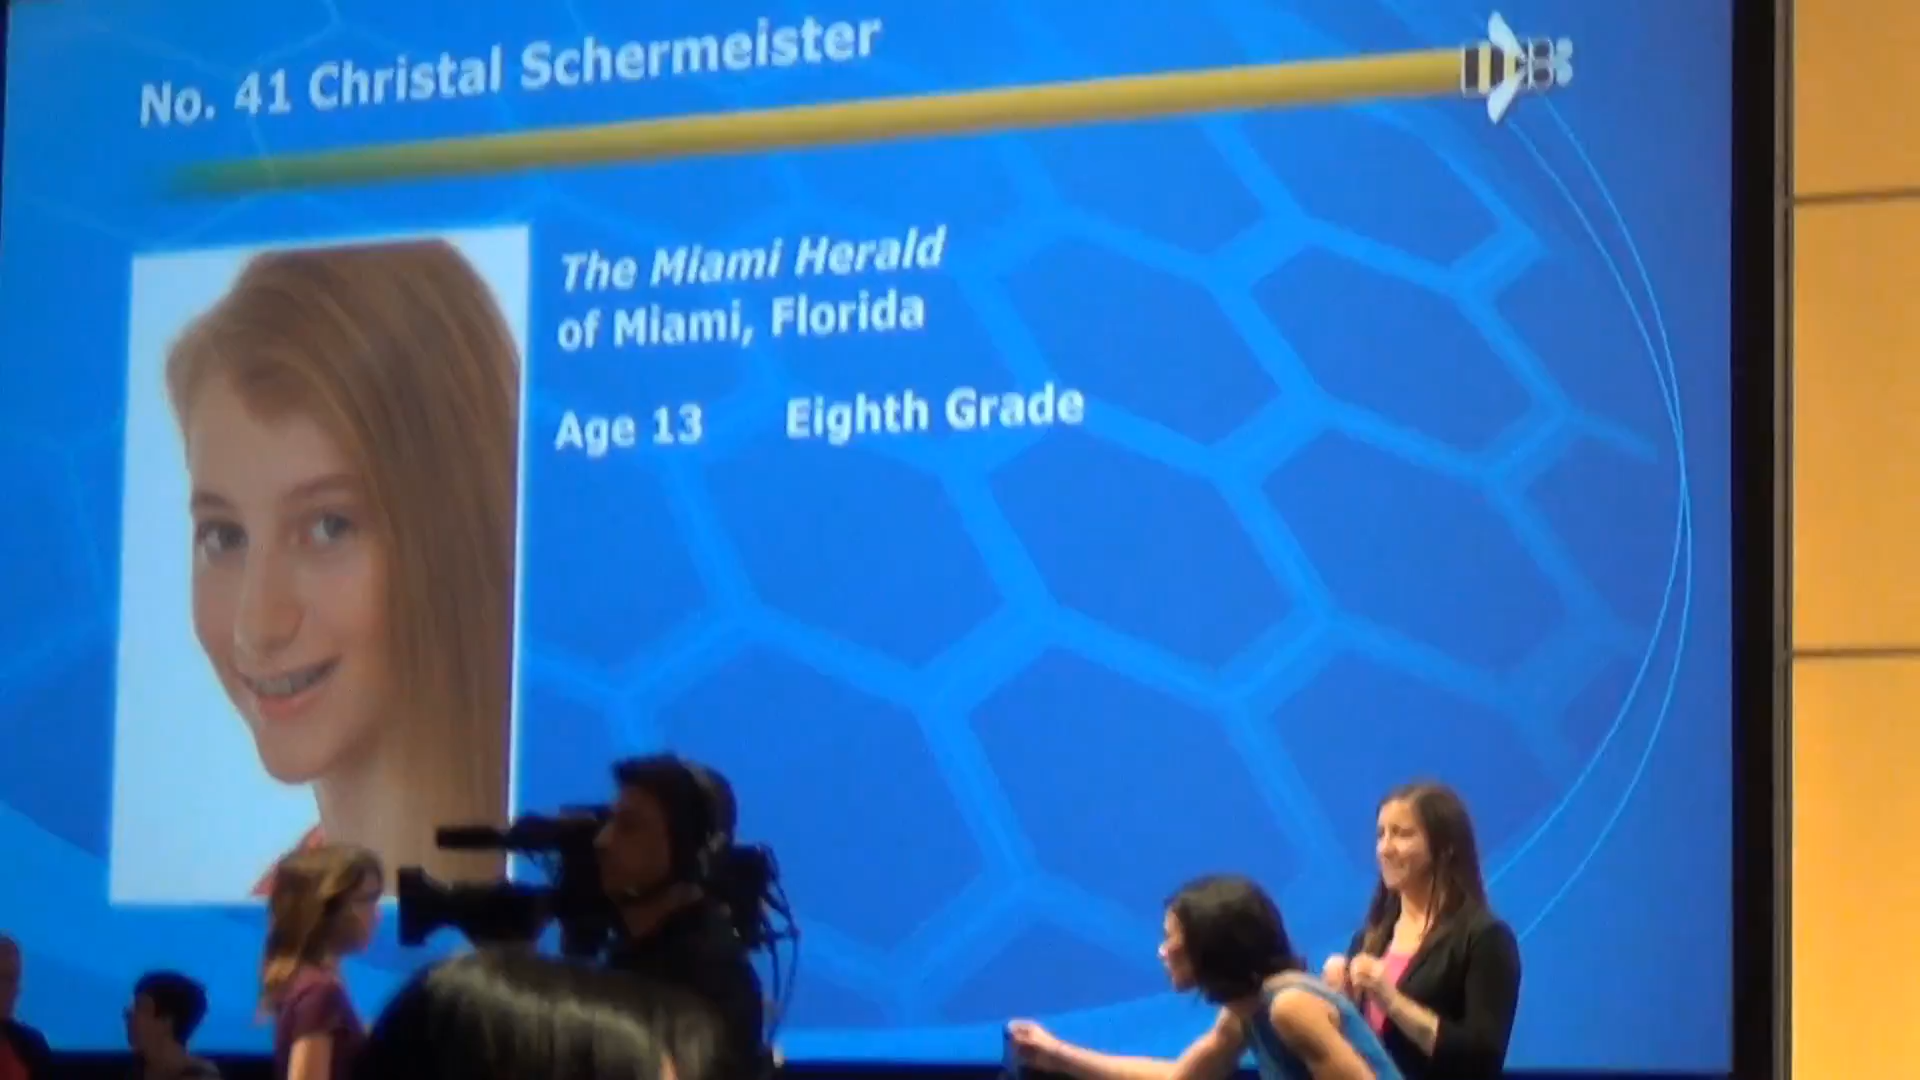 No. 41 Christal Schermeister
The Miami Herald
of Miami, Florida
Age 13 Eighth Grade